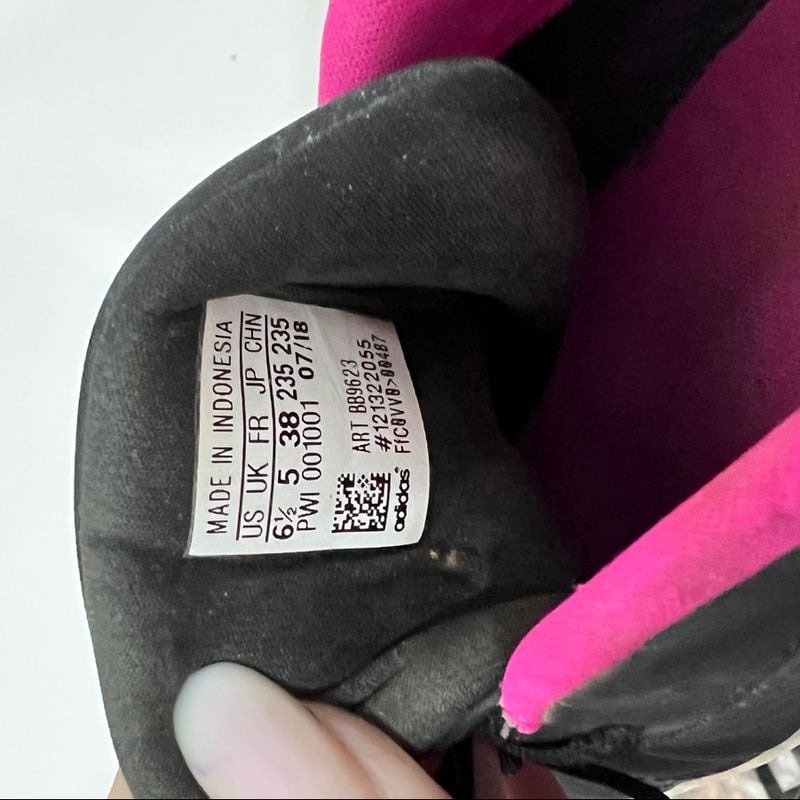 MADE IN INDONESIA
US UK FR JP CHN
6½ 5 38 235 235
PWI 001001 07/18
ART BB9623
#121322055
FfC0VV0>00487
adidas